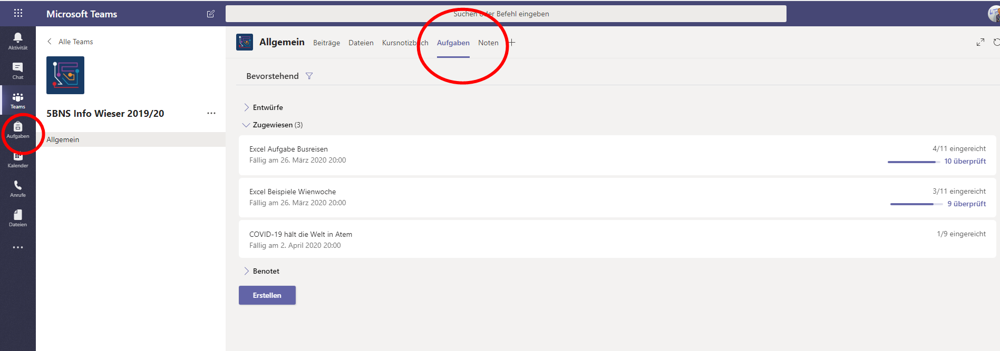 Microsoft Teams
Suchen oder Befehl eingeben
Aktivität
Chat
Teams
Aufgaben
Kalender
Anrufe
Dateien
Alle Teams
5BNS Info Wieser 2019/20
Allgemein
Allgemein Beiträge Dateien Kursnotizbuch Aufgaben Noten
Bevorstehend
Entwürfe
Zugewiesen (3)
Excel Aufgabe Busreisen
4/11 eingereicht
Fällig am 26. März 2020 20:00
10 überprüft
Excel Beispiele Wienwoche
3/11 eingereicht
Fällig am 26. März 2020 20:00
9 überprüft
COVID-19 hält die Welt in Atem
1/9 eingereicht
Fällig am 2. April 2020 20:00
Benotet
Erstellen